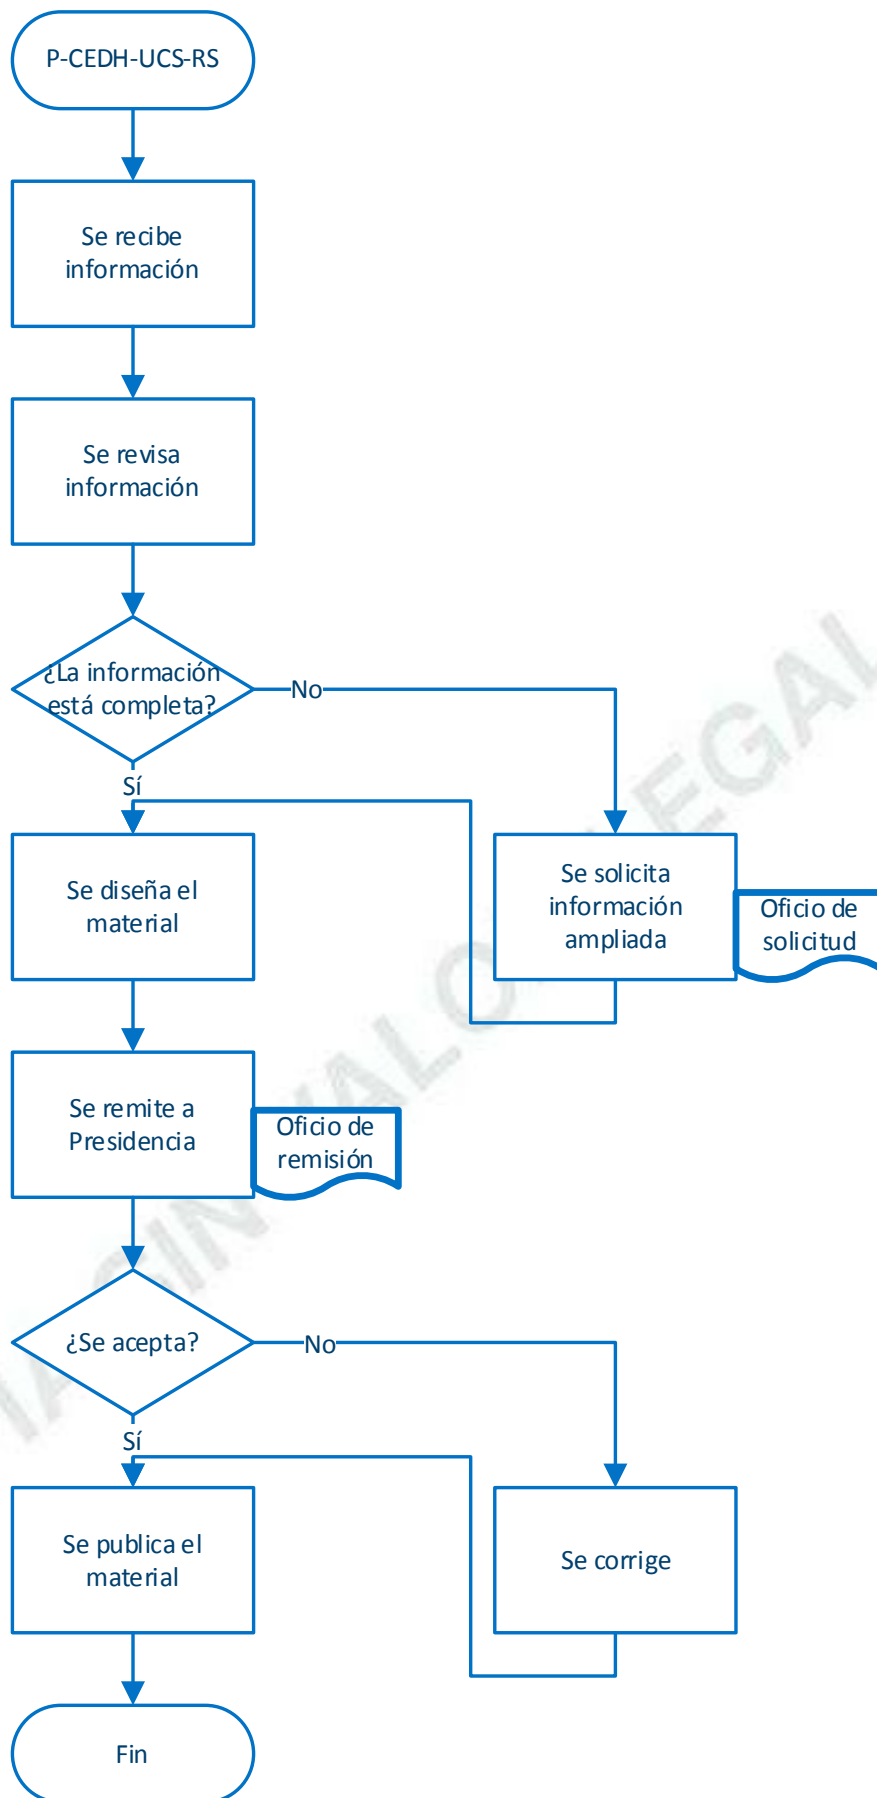 P-CEDH-UCS-RS
Se recibe
información
Se revisa
información
¿La información
está completa?
No
Sí
Se diseña el
material
Se solicita
información
ampliada
Oficio de
solicitud
Se remite a
Presidencia
Oficio de
remisión
¿Se acepta?
No
Sí
Se publica el
material
Se corrige
Fin